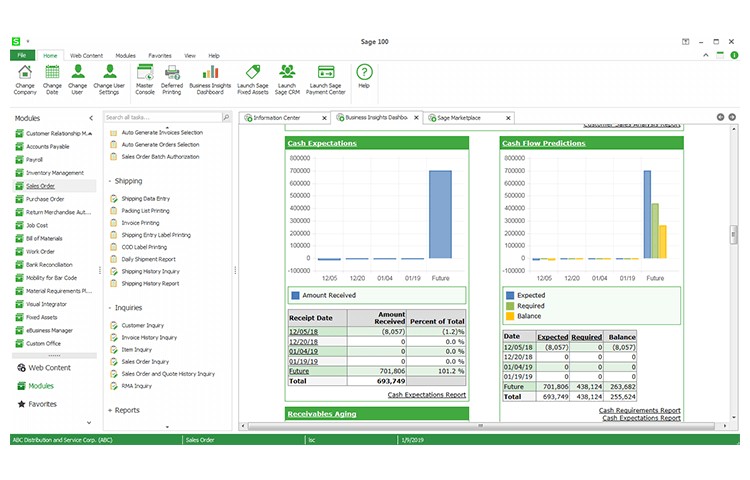 S
Sage 100
File Home Web Content Modules Favorites View Help
Change Company
Change Date
Change User
Change User Settings
Master Console
Deferred Printing
Business Insights Dashboard
Launch Sage Fixed Assets
Launch Sage CRM
Launch Sage Payment Center
Help
Modules
Customer Relationship M...
Accounts Payable
Payroll
Inventory Management
Sales Order
Purchase Order
Return Merchandise Aut...
Job Cost
Bill of Materials
Work Order
Bank Reconciliation
Mobility for Bar Code
Material Requirements Pl...
Visual Integrator
Fixed Assets
eBusiness Manager
Custom Office
Web Content
Modules
Favorites
Search all tasks...
Auto Generate Invoices Selection
Auto Generate Orders Selection
Sales Order Batch Authorization
- Shipping
Shipping Data Entry
Packing List Printing
Invoice Printing
Shipping Entry Label Printing
COD Label Printing
Daily Shipment Report
Shipping History Inquiry
Shipping History Report
- Inquiries
Customer Inquiry
Invoice History Inquiry
Item Inquiry
Sales Order Inquiry
Sales Order and Quote History Inquiry
RMA Inquiry
+ Reports
Information Center
Business Insights Dashbo...
Sage Marketplace
Customer Sales Analysis Report
Cash Expectations
800000
700000
600000
500000
400000
300000
200000
100000
0
-100000
12/05 12/20 01/04 01/19 Future
Amount Received
Receipt Date Amount Received Percent of Total
12/05/18 (8,057) (1.2)%
12/20/18 0 0.0 %
01/04/19 0 0.0 %
01/19/19 0 0.0 %
Future 701,806 101.2 %
Total 693,749
Cash Expectations Report
Receivables Aging
Cash Flow Predictions
800000
700000
600000
500000
400000
300000
200000
100000
0
-100000
12/05 12/20 01/04 01/19 Future
Expected
Required
Balance
Date Expected Required Balance
12/05/18 (8,057) 0 (8,057)
12/20/18 0 0 0
01/04/19 0 0 0
01/19/19 0 0 0
Future 701,806 438,124 263,682
Total 693,749 438,124 255,624
Cash Requirements Report
Cash Expectations Report
ABC Distribution and Service Corp. (ABC) Sales Order lsc 1/9/2019